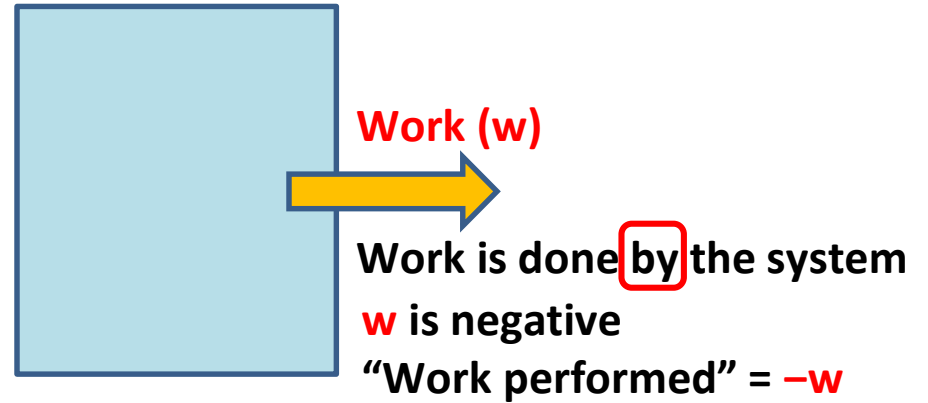 Work (w)
Work is done by the system
w is negative
“Work performed” = –w